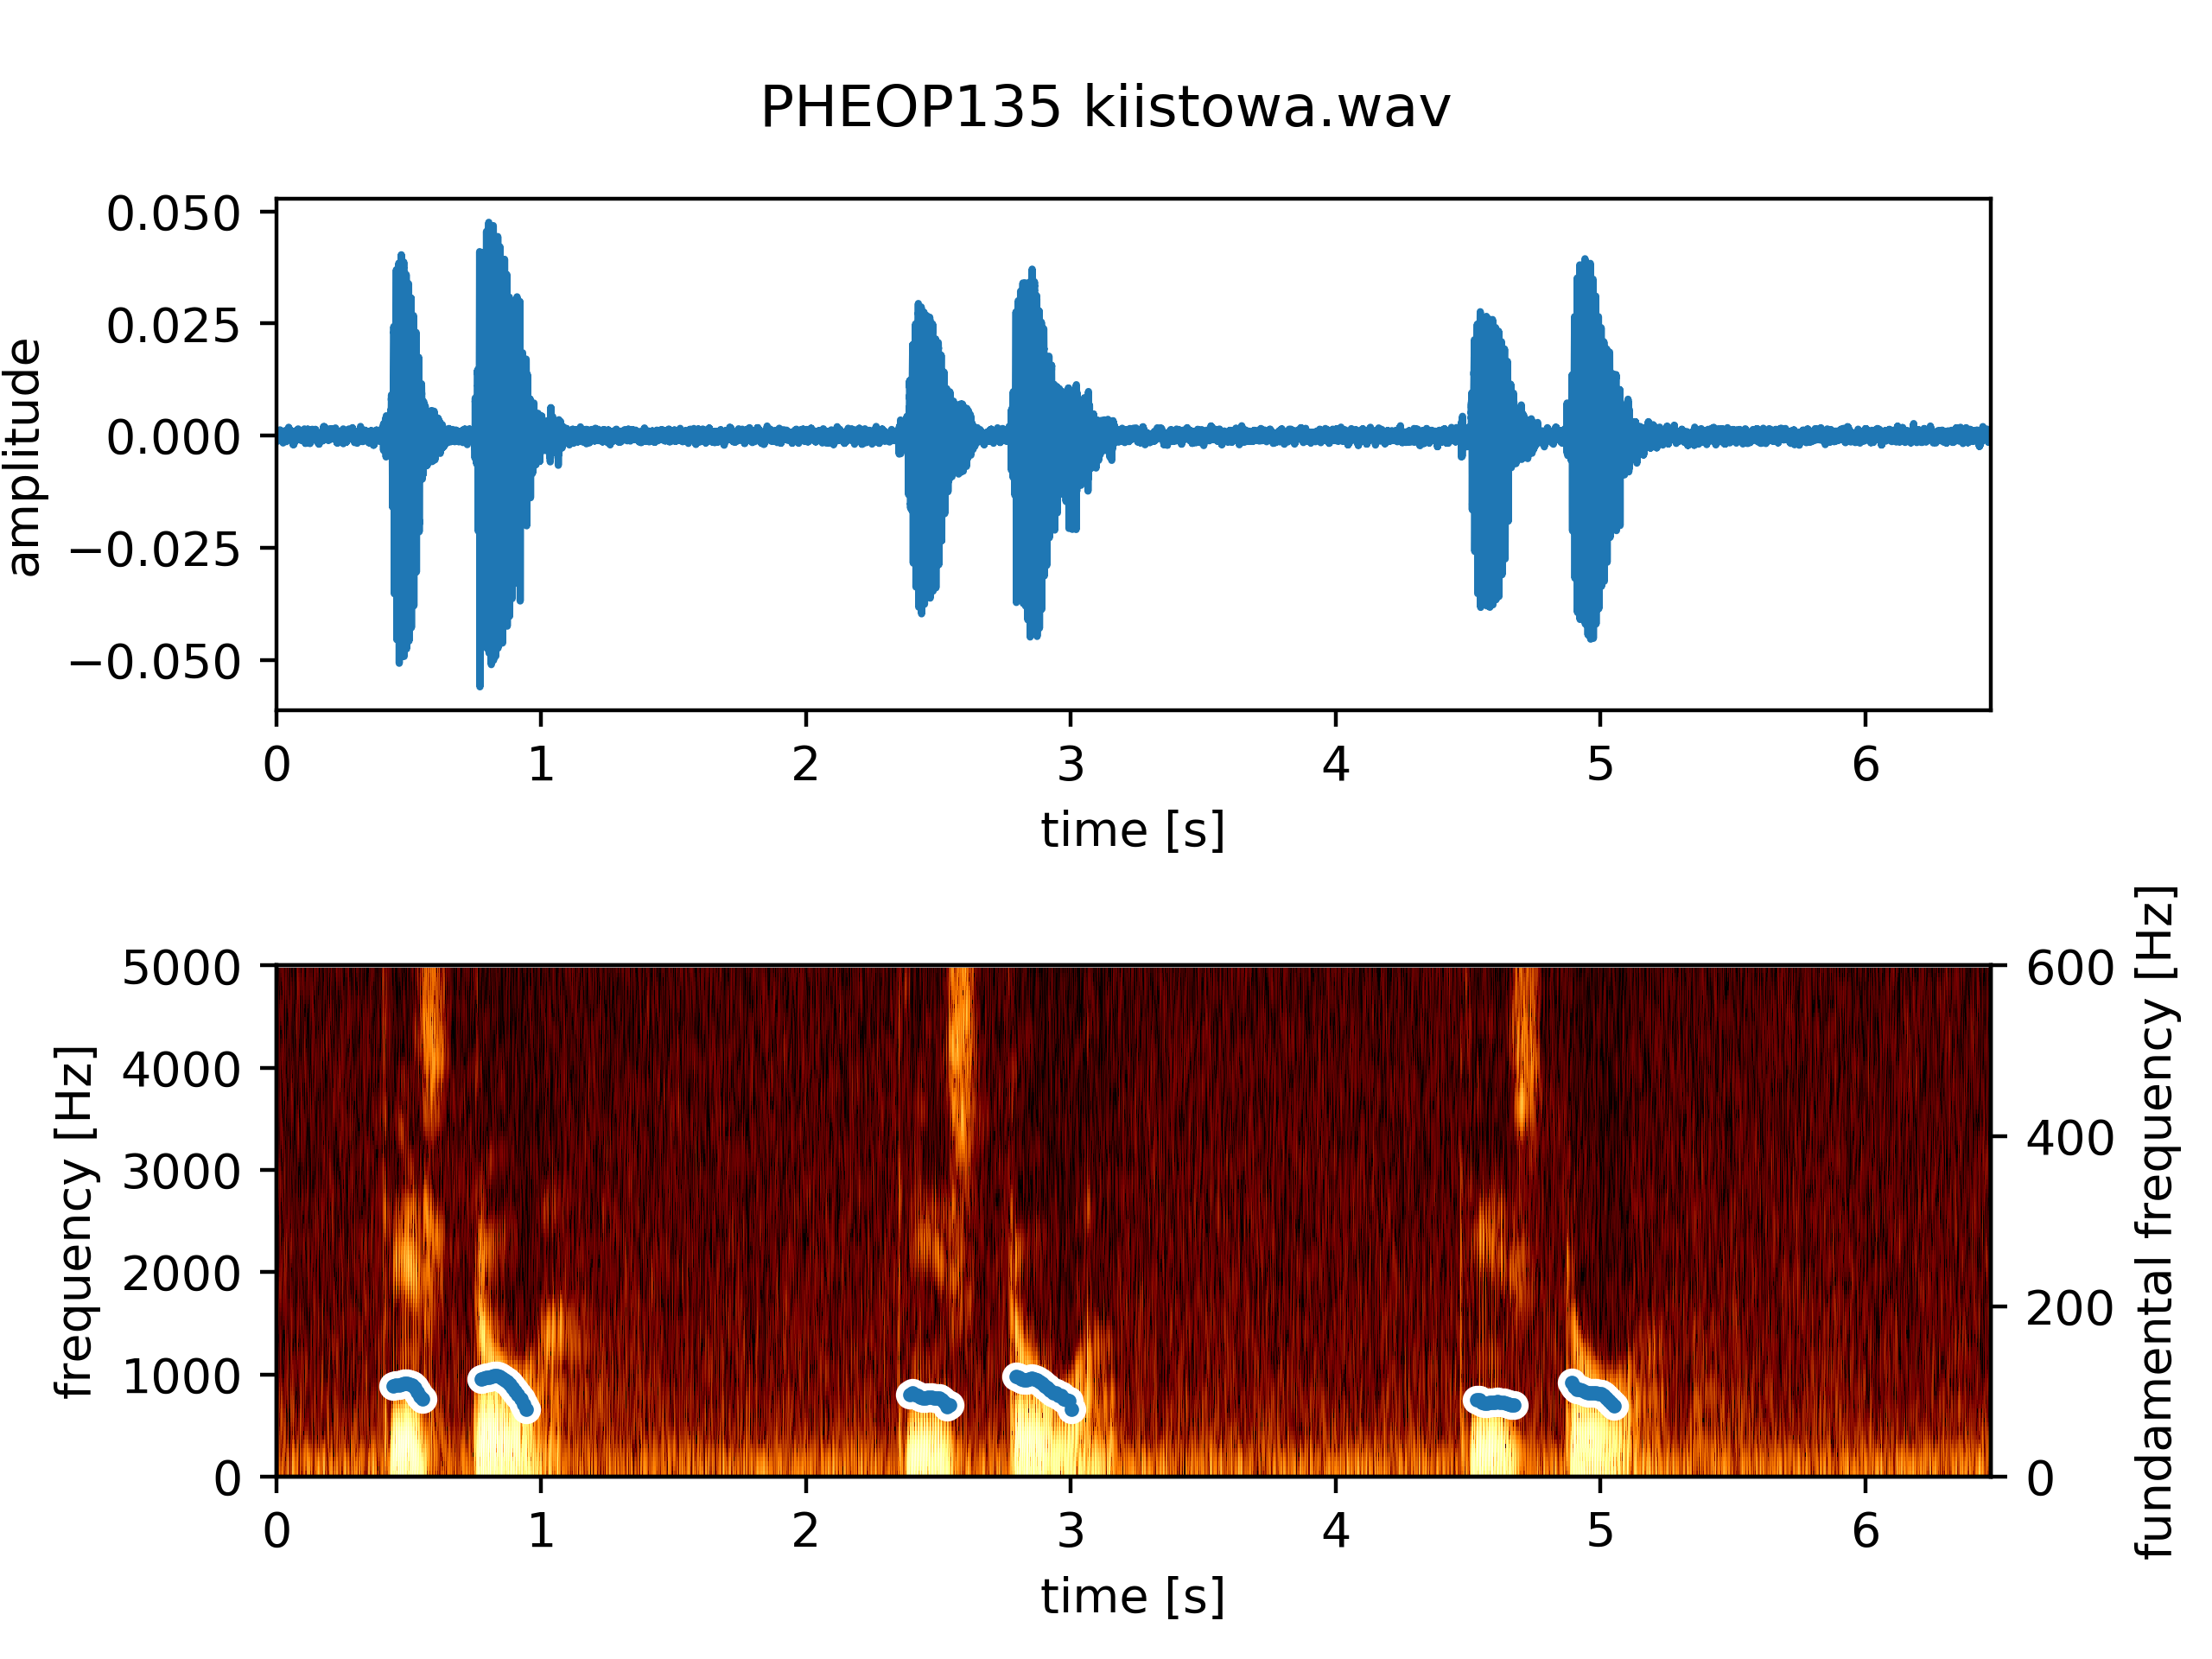 PHEOP135 kiistowa.wav
0.050
0.025
0.000
−0.025
−0.050
amplitude
0 1 2 3 4 5 6
time [s]
5000
4000
3000
2000
1000
0
frequency [Hz]
600
400
200
0
fundamental frequency [Hz]
0 1 2 3 4 5 6
time [s]